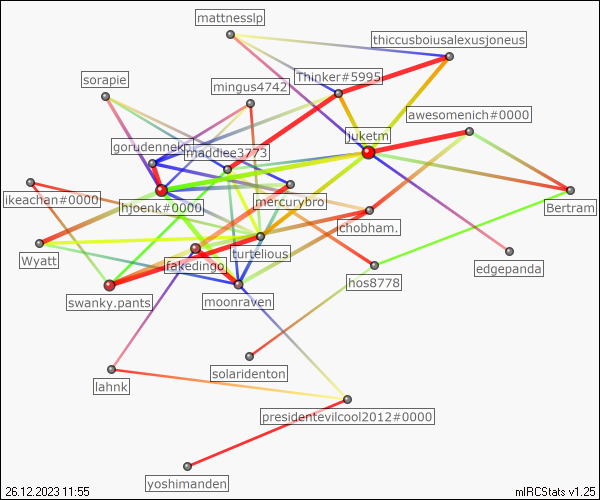 mattnesslp
thiccusboiusalexusjoneus
sorapie
mingus4742
Thinker#5995
awesomenich#0000
juketm
gorudenneko
maddiee3773
ikeachan#0000
hjoenk#0000
mercurybro
Bertram
chobham.
Wyatt
turtelious
fakedingo
edgepanda
hos8778
swanky.pants
moonraven
solaridenton
lahnk
presidentevilcool2012#0000
yoshimanden
26.12.2023 11:55
mIRCStats v1.25